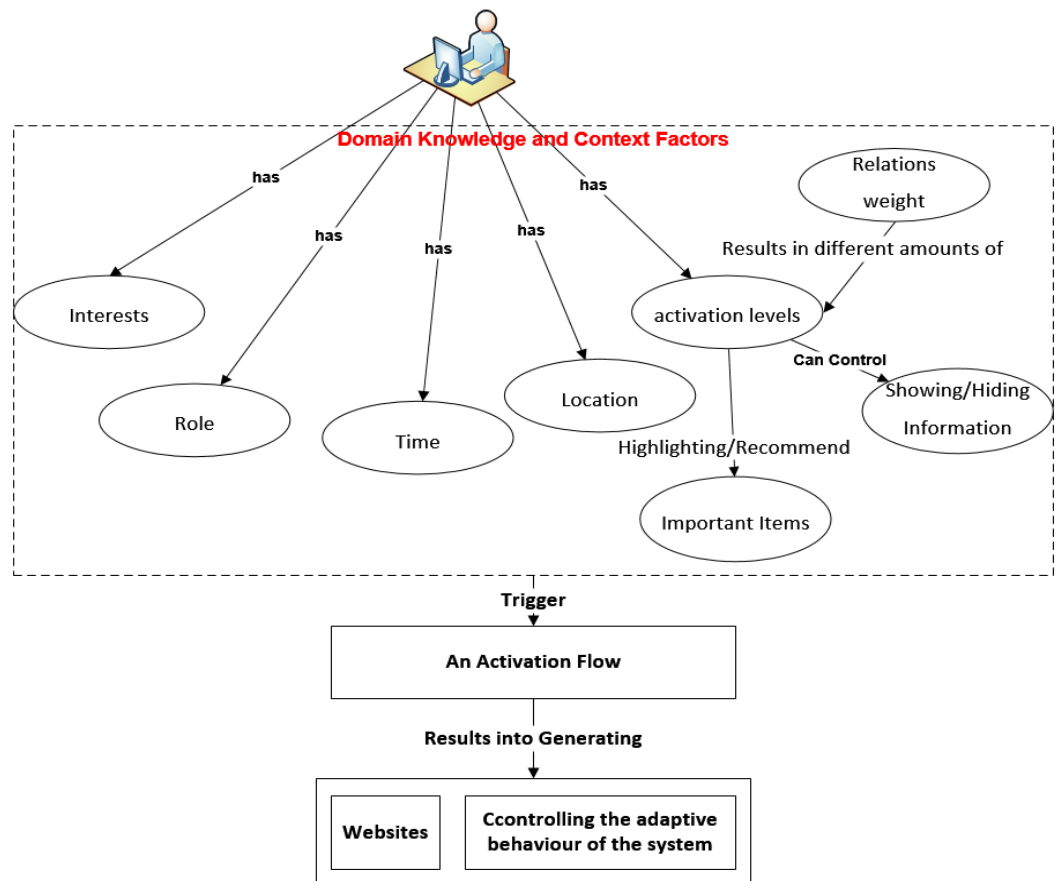 Domain Knowledge and Context Factors
has
has
has
has
has
Relations
weight
Results in different amounts of
Interests
activation levels
Can Control
Role
Time
Location
Showing/Hiding
Information
Highlighting/Recommend
Important Items
Trigger
An Activation Flow
Results into Generating
Websites
Ccontrolling the adaptive
behaviour of the system